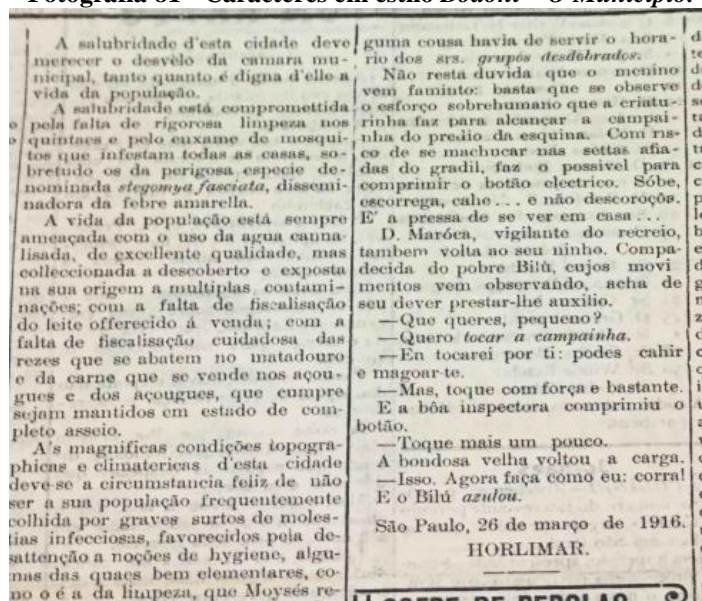 Fotografia 81 – Caracteres em estilo Bodoni – O Município.
A salubridade d'esta cidade deve
merecer o desvelo da camara mu-
nicipal, tanto quanto é digna d'elle a
vida da população.
A salubridade está compromettida
pela falta de rigorosa limpeza nos
quintaes e pelo enxame de mosqui-
tos que infestam todas as casas, so-
bretudo os da perigosa especie de-
nominada stegomya fasciata, dissemi-
nadora da febre amarella.
A vida da população está sempre
ameaçada com o uso da agua canna-
lisada, de excellente qualidade, mas
colleccionada a descoberto e exposta
na sua origem a multiplas contami-
nações; com a falta de fiscalisação
do leite offerecido á venda; com a
falta de fiscalisação cuidadosa das
rezes que se abatem no matadouro
e da carne que se vende nos açou-
gues e dos açougues, que cumpre
sejam mantidos em estado de com-
pleto asseio.
A's magnificas condições topogra-
phicas e climatericas d'esta cidade
deve-se a circumstancia feliz de não
ser a sua população frequentemente
colhida por graves surtos de moles-
tias infecciosas, favorecidos pela de-
sattenção a noções de hygiene, algu-
mas das quaes bem elementares, co-
mo o é a da limpeza, que Moysés re-
guma cousa havia de servir o hora-
rio dos srs. grupos desdobrados.
Não resta duvida que o menino
vem faminto: basta que se observe
o esforço sobrehumano que a criatu-
rinha faz para alcançar a campai-
nha do predio da esquina. Com ris-
co de se machucar nas settas afia-
das do gradil, faz o possivel para
comprimir o botão electrico. Sóbe,
escorrega, cahe... e não descoroçôa.
E' a pressa de se ver em casa...
D. Maróca, vigilante do recreio,
tambem volta ao seu ninho. Compa-
decida do pobre Bilú, cujos movi
mentos vem observando, acha de
seu dever prestar-lhe auxilio.
—Que queres, pequeno?
—Quero tocar a campainha.
—En tocarei por ti: podes cahir
e magoar-te.
—Mas, toque com força e bastante.
E a bôa inspectora comprimiu o
botão.
—Toque mais um pouco.
A bondosa velha voltou a carga.
—Isso. Agora faça como eu: corra!
E o Bilú azulou.
São Paulo, 26 de março de 1916.
HORLIMAR.